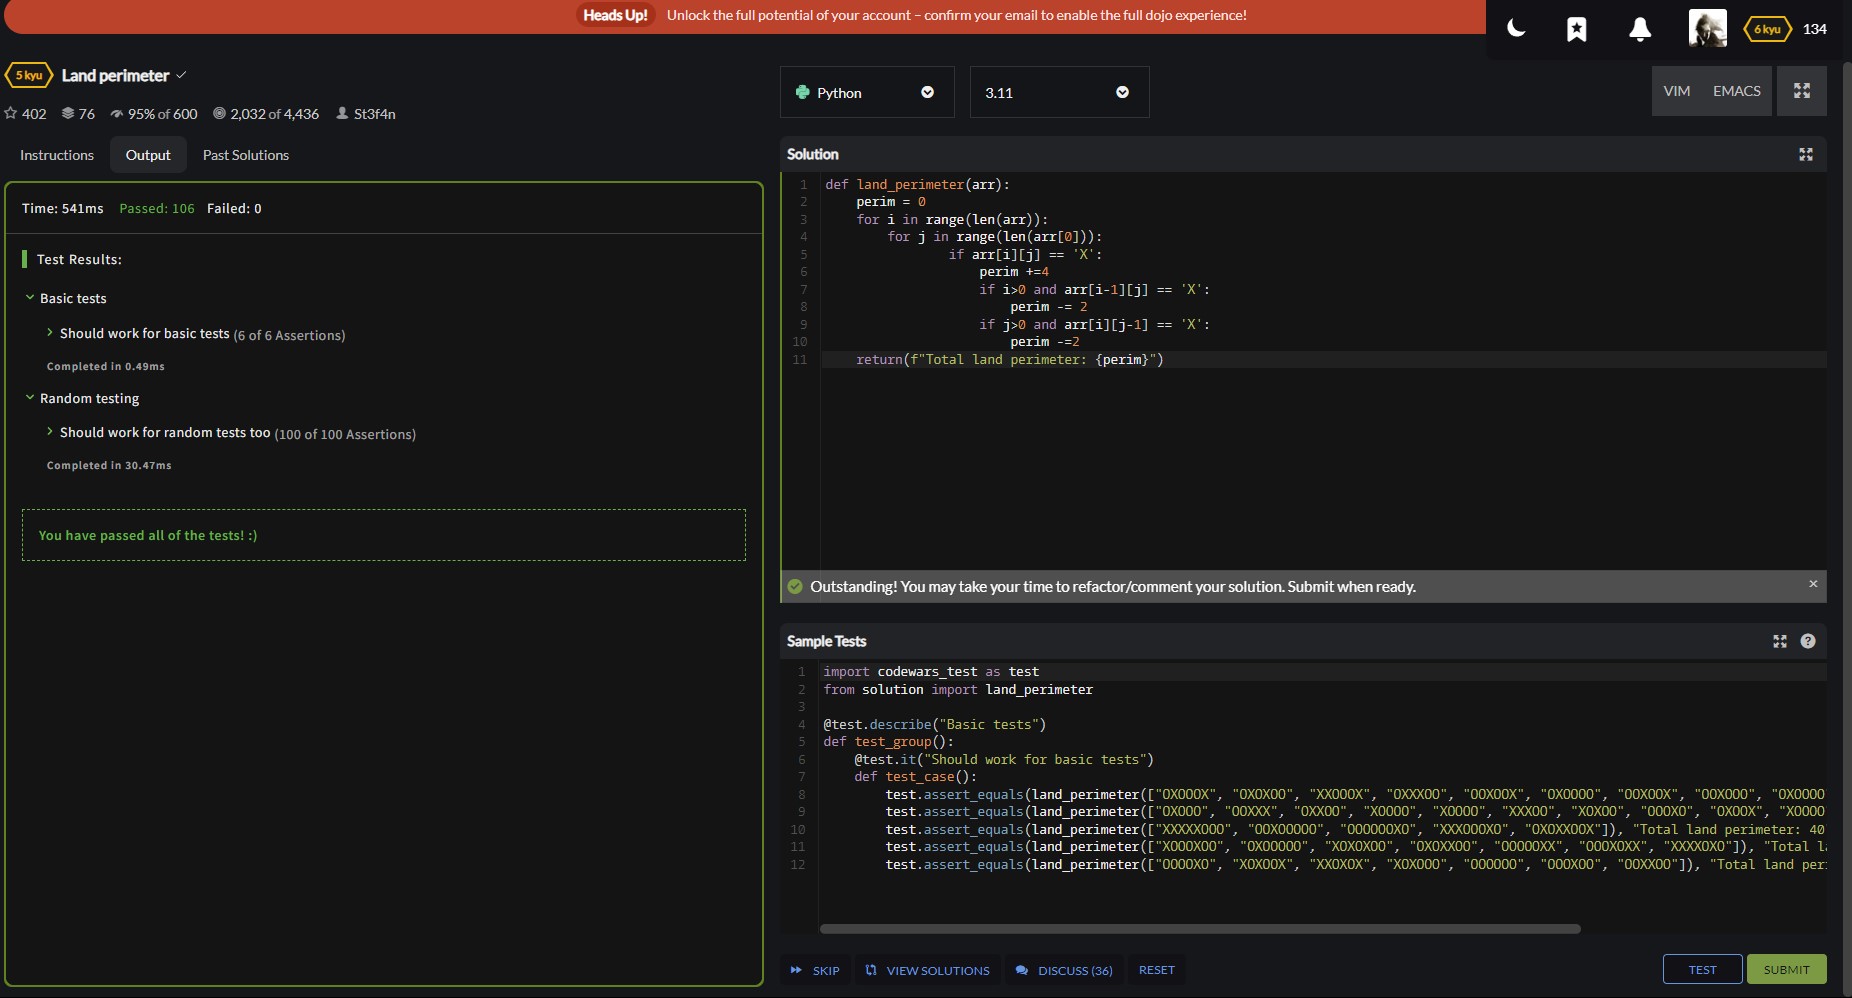 Heads Up! Unlock the full potential of your account – confirm your email to enable the full dojo experience!
6 kyu 134
5 kyu Land perimeter
402 76 95% of 600 2,032 of 4,436 St3f4n
Instructions Output Past Solutions
Time: 541ms Passed: 106 Failed: 0
Test Results:
Basic tests
Should work for basic tests (6 of 6 Assertions)
Completed in 0.49ms
Random testing
Should work for random tests too (100 of 100 Assertions)
Completed in 30.47ms
You have passed all of the tests! :)
Python 3.11 VIM EMACS
Solution
1 def land_perimeter(arr):
2 perim = 0
3 for i in range(len(arr)):
4 for j in range(len(arr[0])):
5 if arr[i][j] == 'X':
6 perim +=4
7 if i>0 and arr[i-1][j] == 'X':
8 perim -= 2
9 if j>0 and arr[i][j-1] == 'X':
10 perim -=2
11 return(f"Total land perimeter: {perim}")
Outstanding! You may take your time to refactor/comment your solution. Submit when ready.
Sample Tests
1 import codewars_test as test
2 from solution import land_perimeter
3
4 @test.describe("Basic tests")
5 def test_group():
6 @test.it("Should work for basic tests")
7 def test_case():
8 test.assert_equals(land_perimeter(["OXOOOX", "OXOXOO", "XXOOOX", "OXXXOO", "OOXOOX", "OXOOOO", "OOXOOX", "OOXOOO", "OXOOOO
9 test.assert_equals(land_perimeter(["OXOOO", "OOXXX", "OXXOO", "XOOOO", "XOOOO", "XXXOO", "XOXOO", "OOOXO", "OXOOX", "XOOOO
10 test.assert_equals(land_perimeter(["XXXXXOOO", "OOXOOOOO", "OOOOOOXO", "XXXOOOXO", "OXOXXOOX"]), "Total land perimeter: 40
11 test.assert_equals(land_perimeter(["XOOOXOO", "OXOOOOO", "XOXOXOO", "OXOXXOO", "OOOOOXX", "OOOXOXX", "XXXXOXO"]), "Total l
12 test.assert_equals(land_perimeter(["OOOOXO", "XOXOOX", "XXOXOX", "XOXOOO", "OOOOOO", "OOOXOO", "OOXXOO"]), "Total land per
SKIP VIEW SOLUTIONS DISCUSS (36) RESET TEST SUBMIT